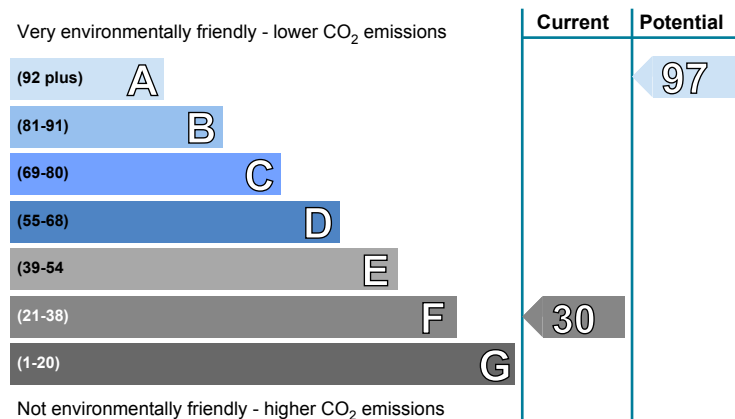 Very environmentally friendly - lower CO₂ emissions
Current
Potential
(92 plus) A
97
(81-91) B
(69-80) C
(55-68) D
(39-54 E
(21-38) F
30
(1-20) G
Not environmentally friendly - higher CO₂ emissions